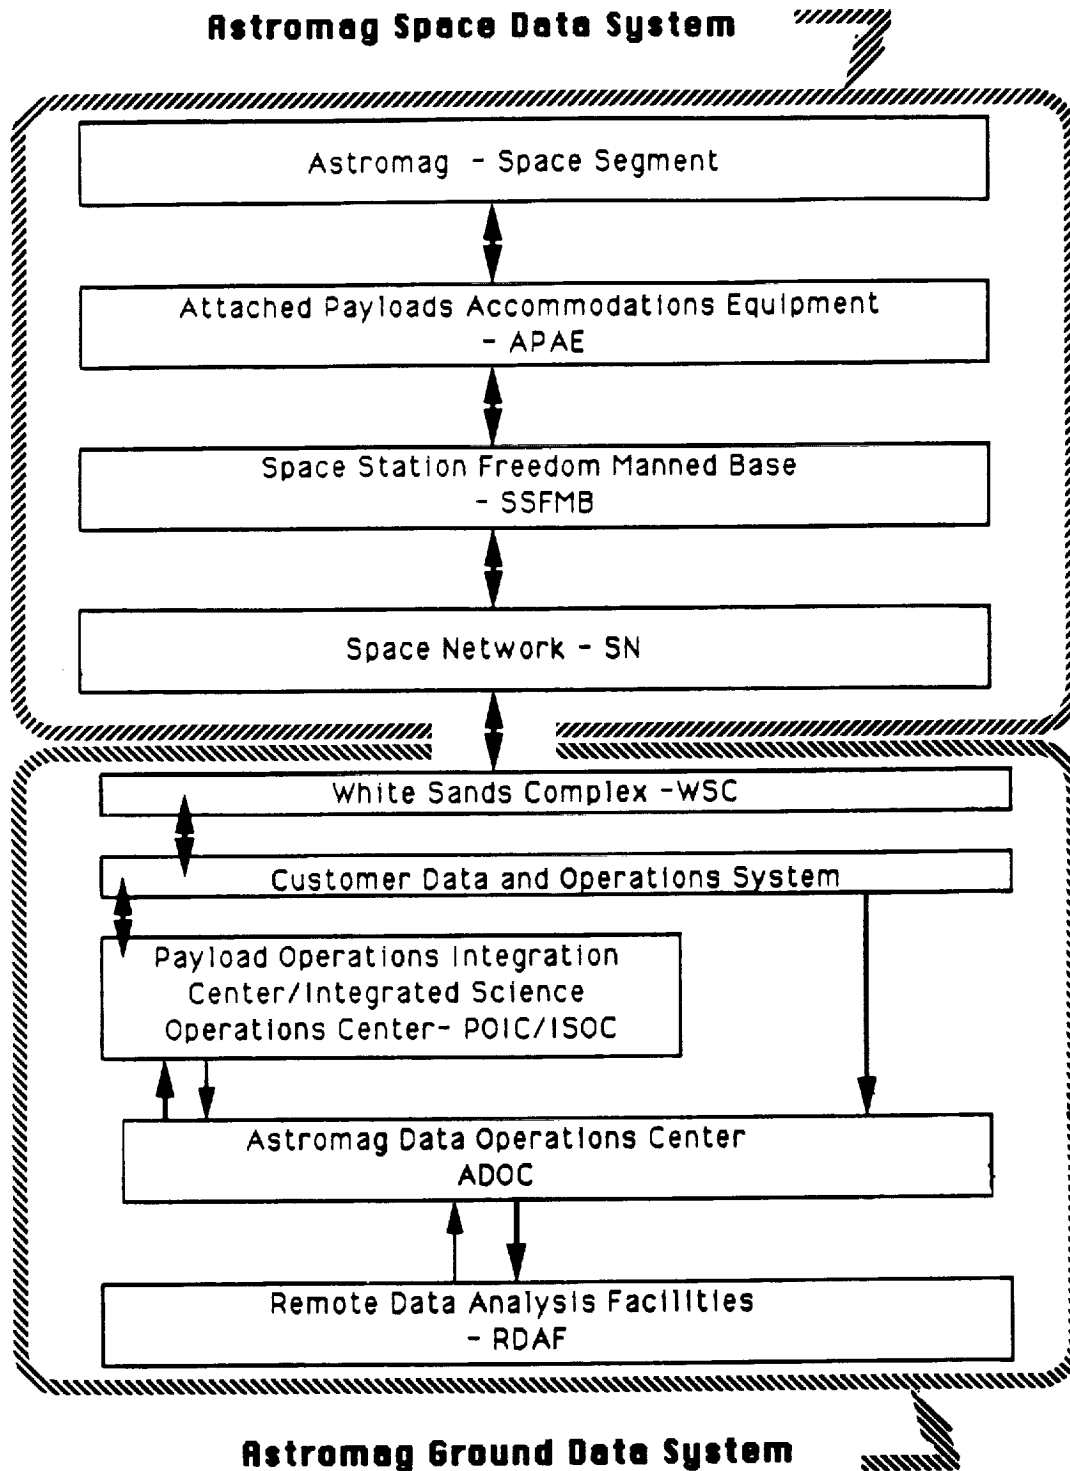 Astromag Space Data System
Astromag - Space Segment
Attached Payloads Accommodations Equipment
- APAE
Space Station Freedom Manned Base
- SSFMB
Space Network - SN
White Sands Complex -WSC
Customer Data and Operations System
Payload Operations Integration
Center/Integrated Science
Operations Center- POIC/ISOC
Astromag Data Operations Center
ADOC
Remote Data Analysis Facilities
- RDAF
Astromag Ground Data System